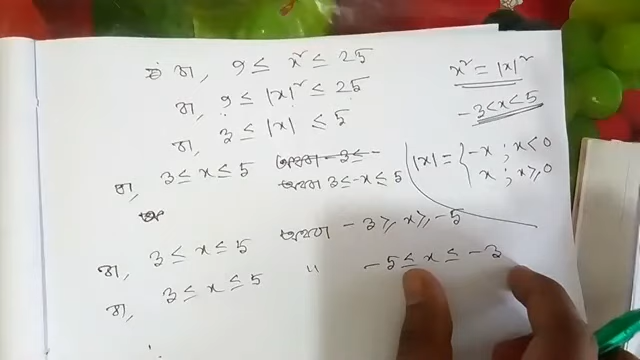 বা, 9 ≤ x² ≤ 25
বা, 9 ≤ |x|² ≤ 25
বা, 3 ≤ |x| ≤ 5
বা, 3 ≤ x ≤ 5 অথবা 3 ≤ -x ≤ 5
বা, 3 ≤ x ≤ 5 অথবা -3 ≥ x ≥ -5
বা, 3 ≤ x ≤ 5 " -5 ≤ x ≤ -3
∴
x² = |x|²
-3 < x < 5
|x| = { -x ; x < 0
x ; x ≥ 0